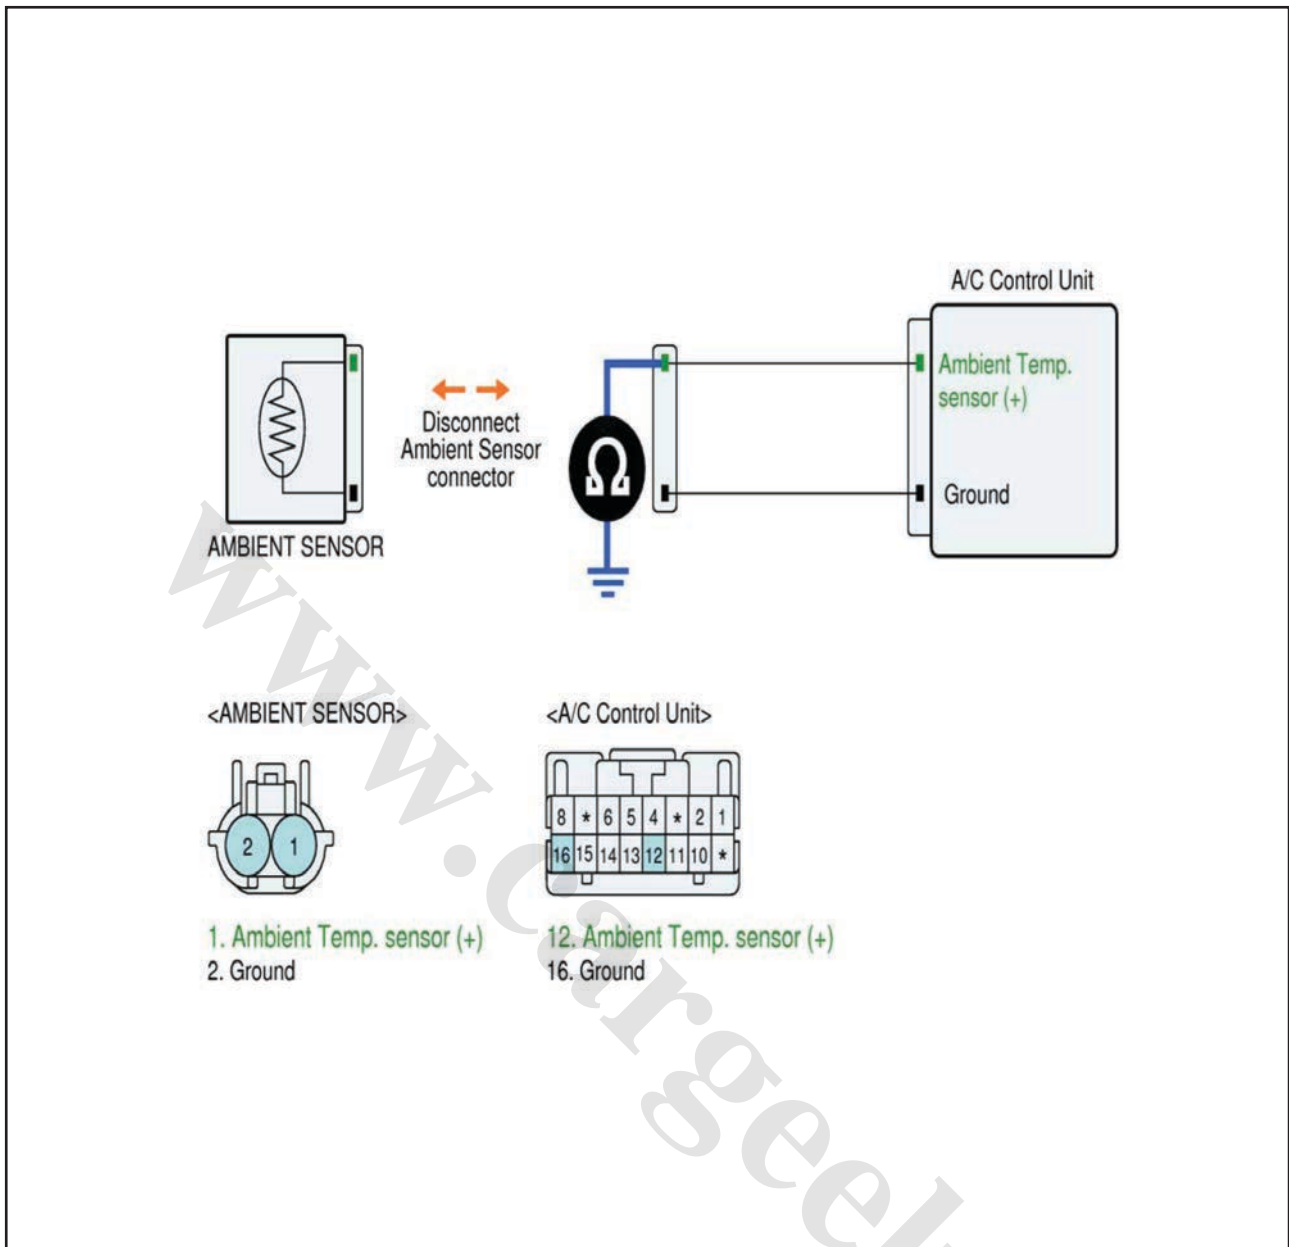 A/C Control Unit
Ambient Temp.
sensor (+)
Disconnect
Ambient Sensor
connector
Ω
Ground
AMBIENT SENSOR
<AMBIENT SENSOR>
<A/C Control Unit>
8 * 6 5 4 * 2 1
2 1
16 15 14 13 12 11 10 *
1. Ambient Temp. sensor (+)
12. Ambient Temp. sensor (+)
2. Ground
16. Ground
www.cargeek